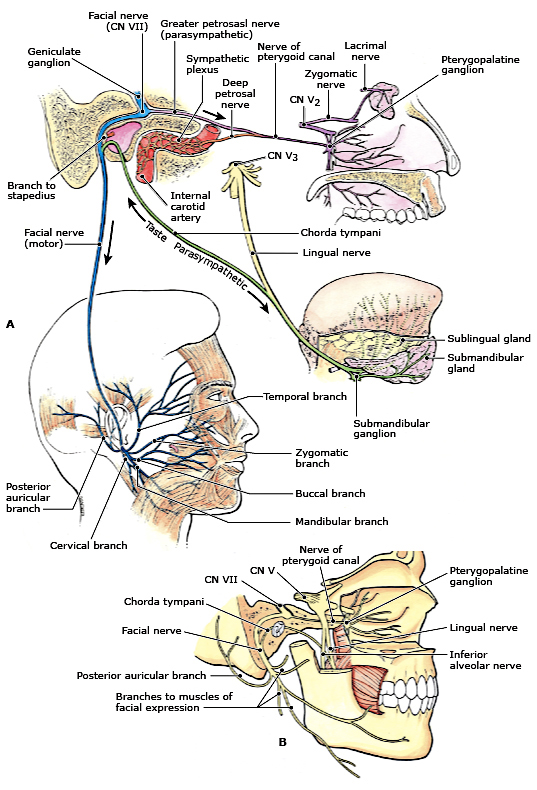 Facial nerve
(CN VII)
Greater petrosasl nerve
(parasympathetic)
Geniculate
ganglion
Sympathetic
plexus
Nerve of
pterygoid canal
Lacrimal
nerve
Deep
petrosal
nerve
Zygomatic
nerve
Pterygopalatine
ganglion
CN V2
CN V3
Branch to
stapedius
Internal
carotid
artery
Facial nerve
(motor)
Chorda tympani
Taste
Parasympathetic
Lingual nerve
A
Sublingual gland
Submandibular
gland
Temporal branch
Submandibular
ganglion
Zygomatic
branch
Posterior
auricular
branch
Buccal branch
Mandibular branch
Cervical branch
Nerve of
pterygoid canal
CN V
CN VII
Pterygopalatine
ganglion
Chorda tympani
Facial nerve
Lingual nerve
Inferior
alveolar nerve
Posterior auricular branch
Branches to muscles of
facial expression
B